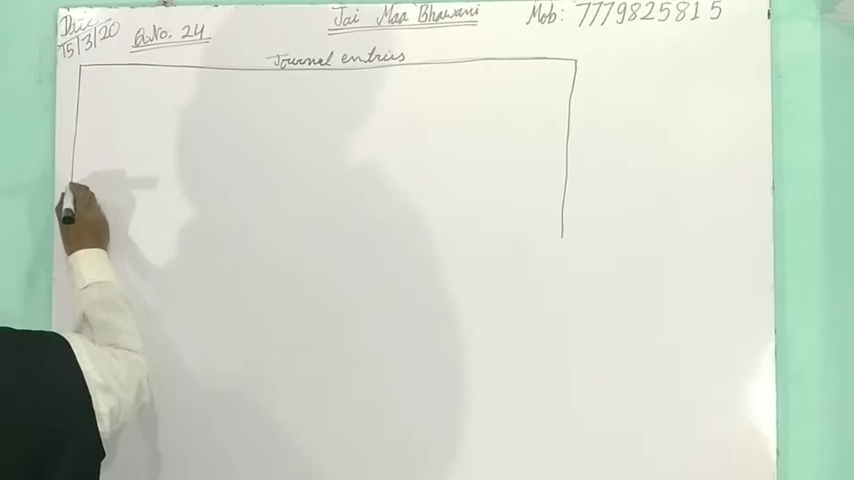 Date
15/3/20
Q.No. 24
Jai Maa Bhawani
Mob: 7779825815
Journal entries